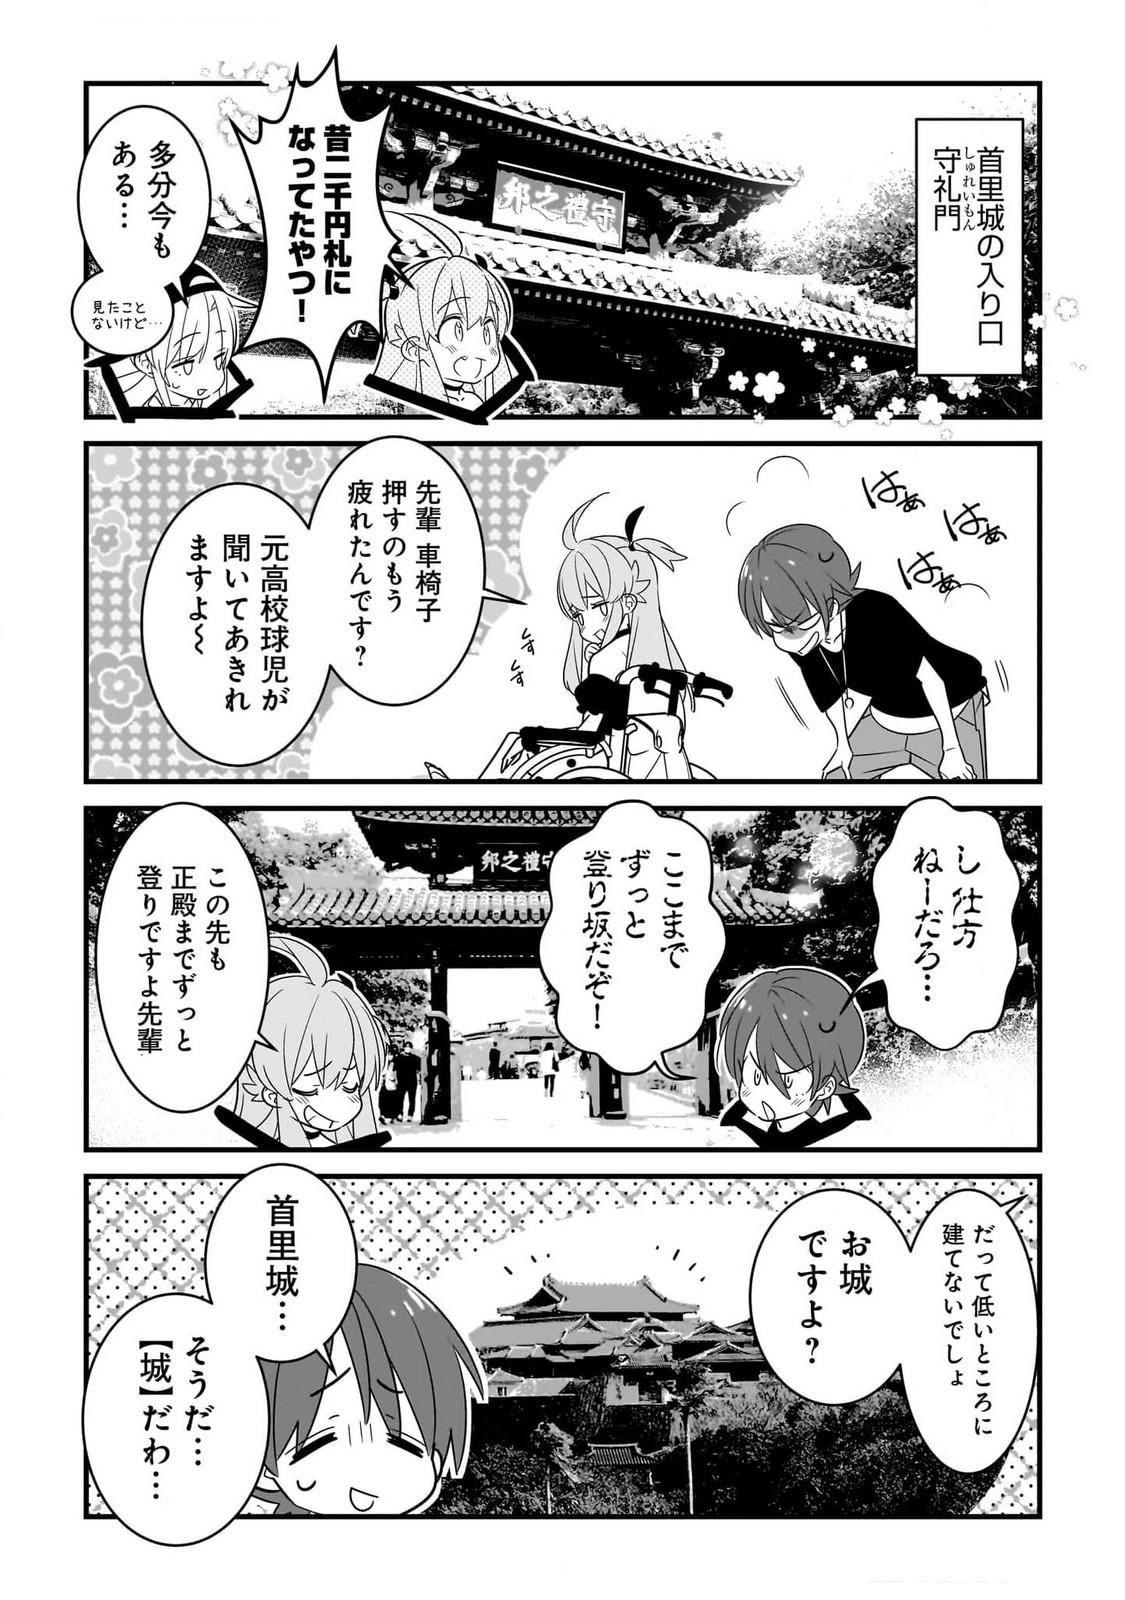 首里城の入り口
守礼門
しゅれいもん
守禮之邦
昔二千円札に
なってたやつ!
多分今も
ある…
見たこと
ないけど…
はぁ
はぁ
はぁ
先輩 車椅子
押すのもう
疲れたんです?
元高校球児が
聞いてあきれ
ますよ〜
すす
すす
し 仕方
ねーだろ…
ここまで
ずっと
登り坂だぞ!
守禮之邦
この先も
正殿までずっと
登りですよ先輩
だって低いところに
建てないでしょ
お城
ですよ?
首里城…
そうだ…
【城】だわ…